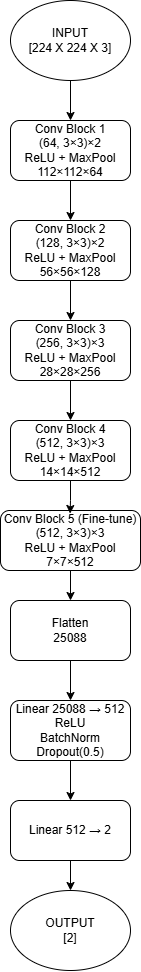 INPUT
[224 X 224 X 3]
Conv Block 1
(64, 3×3)×2
ReLU + MaxPool
112×112×64
Conv Block 2
(128, 3×3)×2
ReLU + MaxPool
56×56×128
Conv Block 3
(256, 3×3)×3
ReLU + MaxPool
28×28×256
Conv Block 4
(512, 3×3)×3
ReLU + MaxPool
14×14×512
Conv Block 5 (Fine-tune)
(512, 3×3)×3
ReLU + MaxPool
7×7×512
Flatten
25088
Linear 25088 → 512
ReLU
BatchNorm
Dropout(0.5)
Linear 512 → 2
OUTPUT
[2]